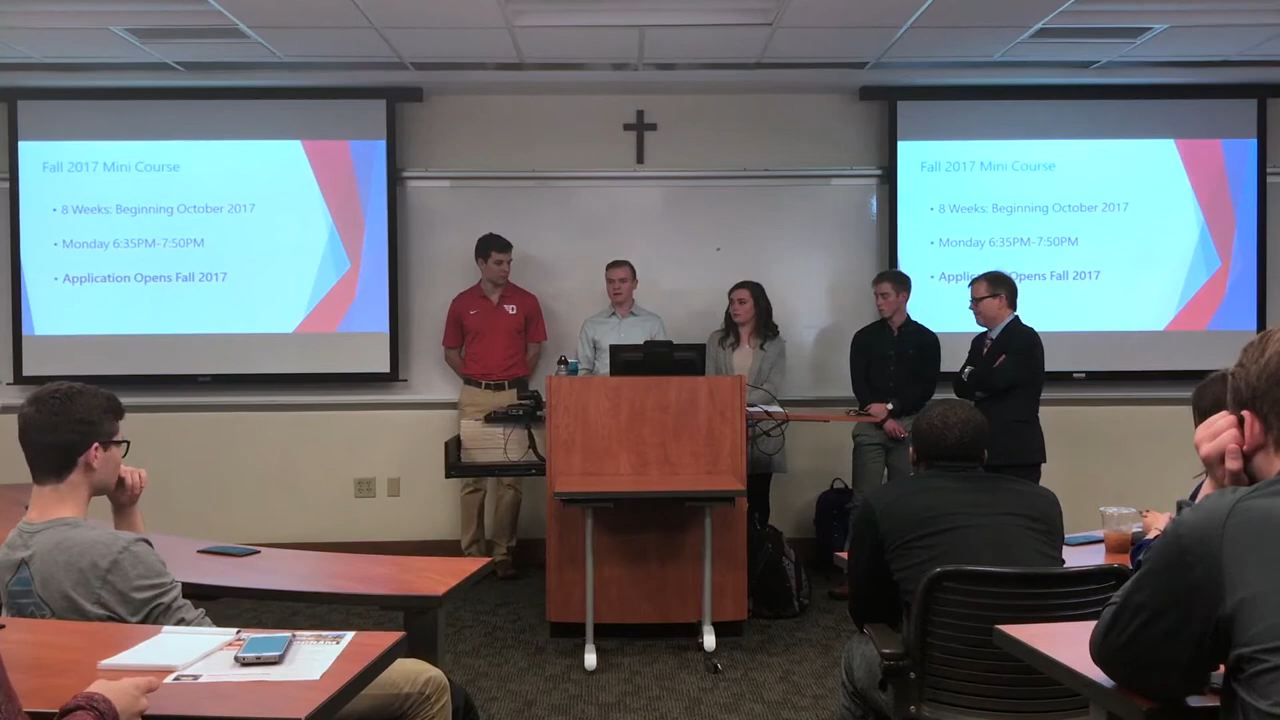 Fall 2017 Mini Course
• 8 Weeks: Beginning October 2017
• Monday 6:35PM-7:50PM
• Application Opens Fall 2017
Fall 2017 Mini Course
• 8 Weeks: Beginning October 2017
• Monday 6:35PM-7:50PM
• Applic Opens Fall 2017
D